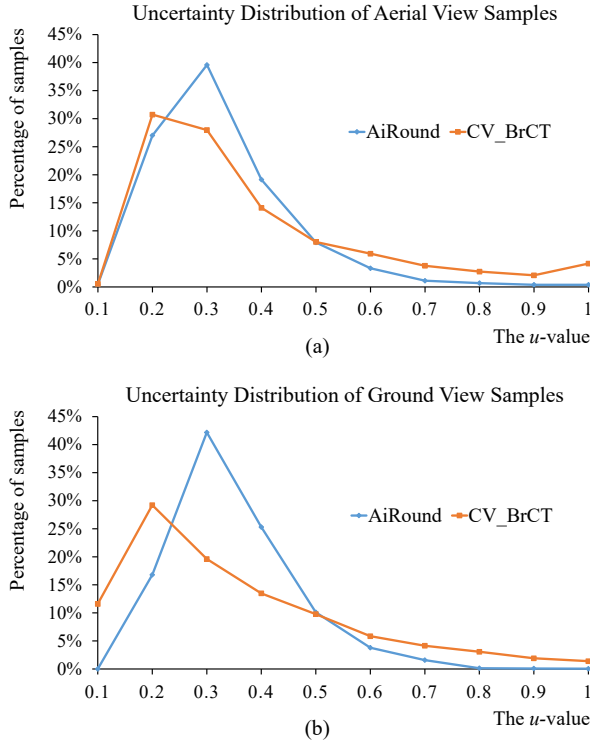 Uncertainty Distribution of Aerial View Samples
Percentage of samples
45%
40%
35%
30%
25%
20%
15%
10%
5%
0%
AiRound CV_BrCT
0.1 0.2 0.3 0.4 0.5 0.6 0.7 0.8 0.9 1
The u-value
(a)
Uncertainty Distribution of Ground View Samples
Percentage of samples
45%
40%
35%
30%
25%
20%
15%
10%
5%
0%
AiRound CV_BrCT
0.1 0.2 0.3 0.4 0.5 0.6 0.7 0.8 0.9 1
The u-value
(b)